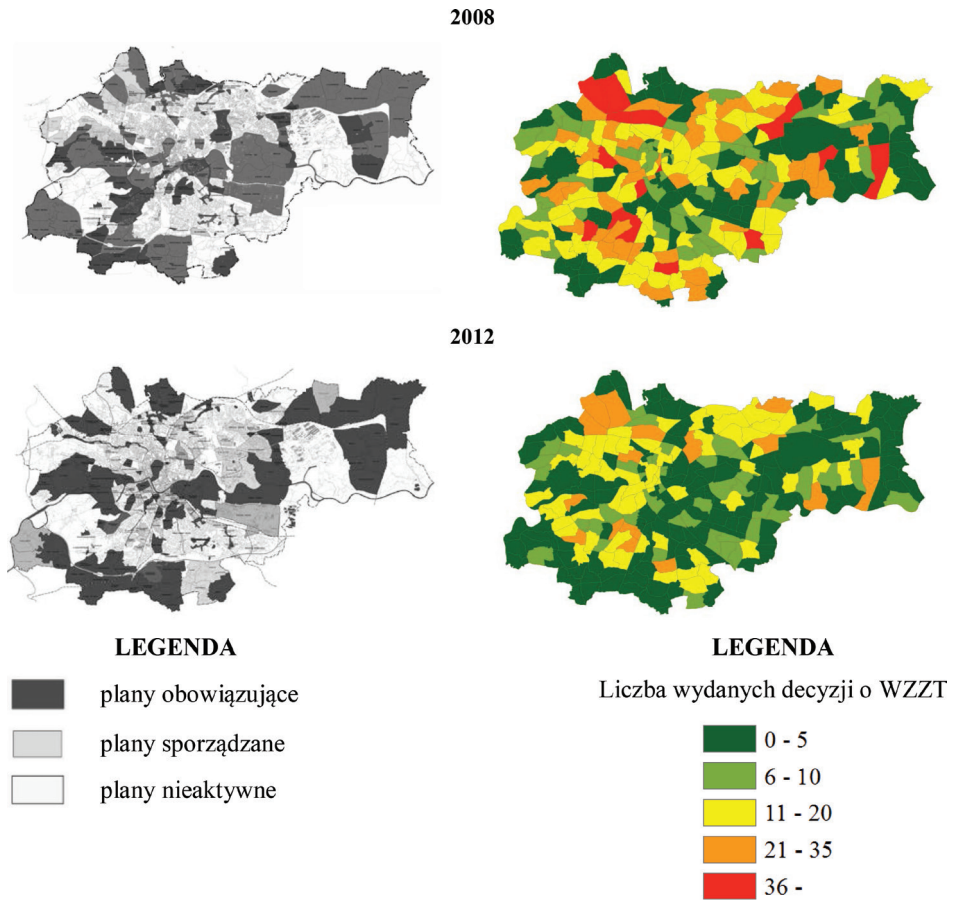 2008
2012
LEGENDA
plany obowiązujące
plany sporządzane
plany nieaktywne
LEGENDA
Liczba wydanych decyzji o WZZT
0 - 5
6 - 10
11 - 20
21 - 35
36 -